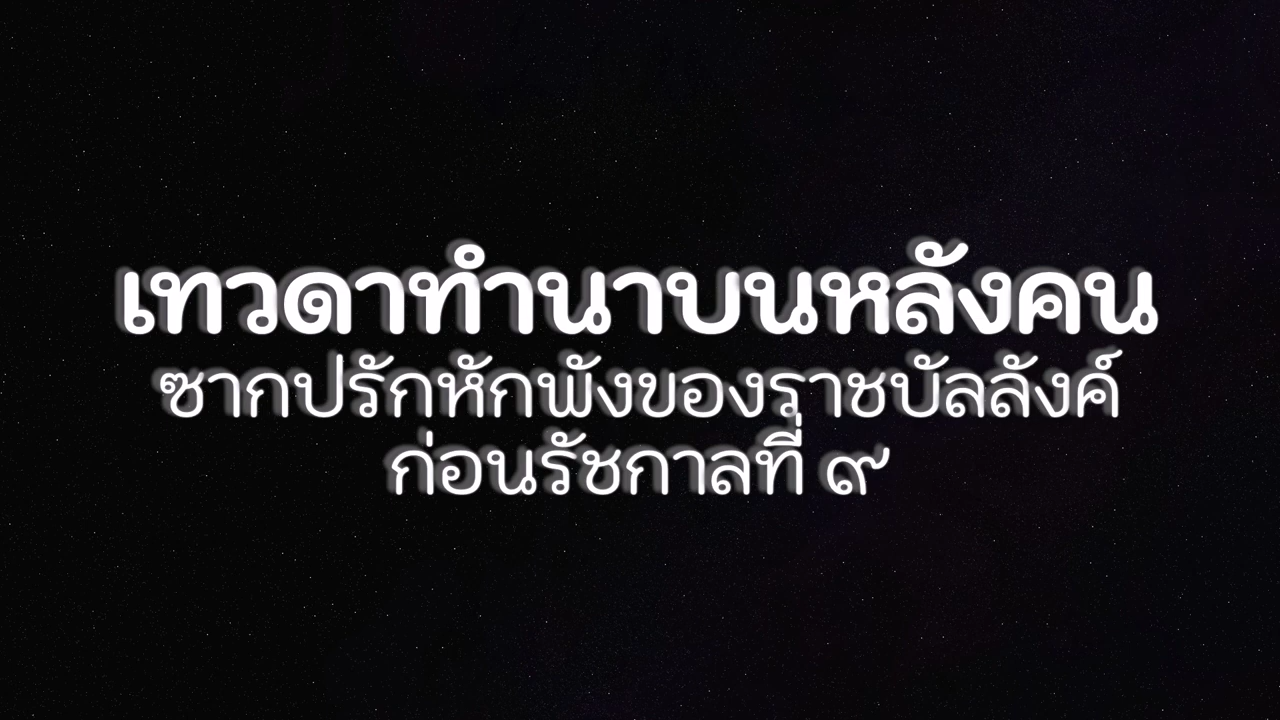 เทวดาทำนาบนหลังคน
ซากปรักหักพังของราชบัลลังค์
ก่อนรัชกาลที่ ๙